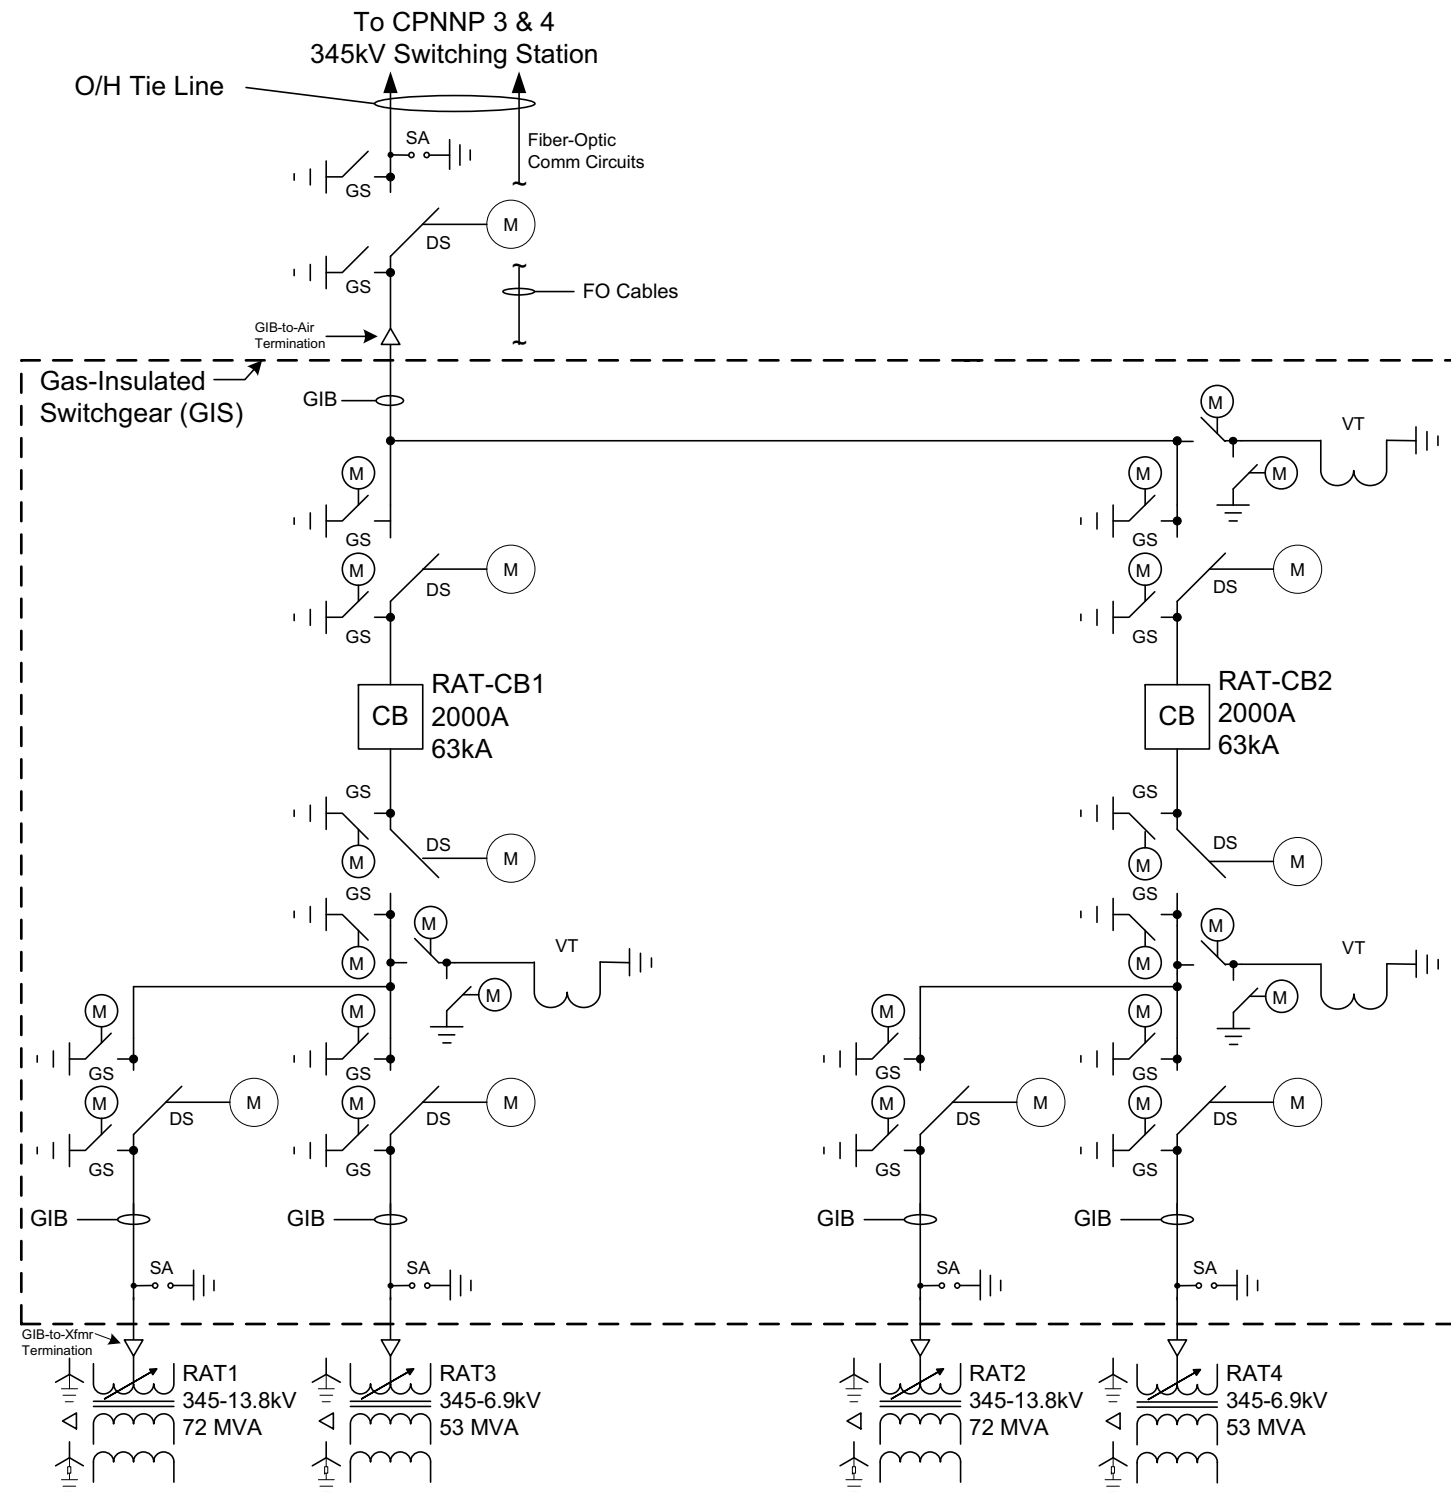 To CPNNP 3 & 4
345kV Switching Station
O/H Tie Line
SA
Fiber-Optic
Comm Circuits
GS
M
DS
GS
FO Cables
GIB-to-Air
Termination
Gas-Insulated
Switchgear (GIS)
GIB
M
VT
M
M
M
GS
GS
M
M
M
M
DS
DS
GS
GS
RAT-CB1
2000A
63kA
CB
RAT-CB2
2000A
63kA
CB
GS
GS
DS
M
DS
M
M
M
GS
GS
M
VT
M
VT
M
M
M
M
M
M
M
M
GS
GS
GS
GS
M
M
M
M
M
M
M
M
DS
DS
DS
DS
GS
GS
GS
GS
GIB
GIB
GIB
GIB
SA
SA
SA
SA
GIB-to-Xfmr
Termination
RAT1
345-13.8kV
72 MVA
RAT3
345-6.9kV
53 MVA
RAT2
345-13.8kV
72 MVA
RAT4
345-6.9kV
53 MVA